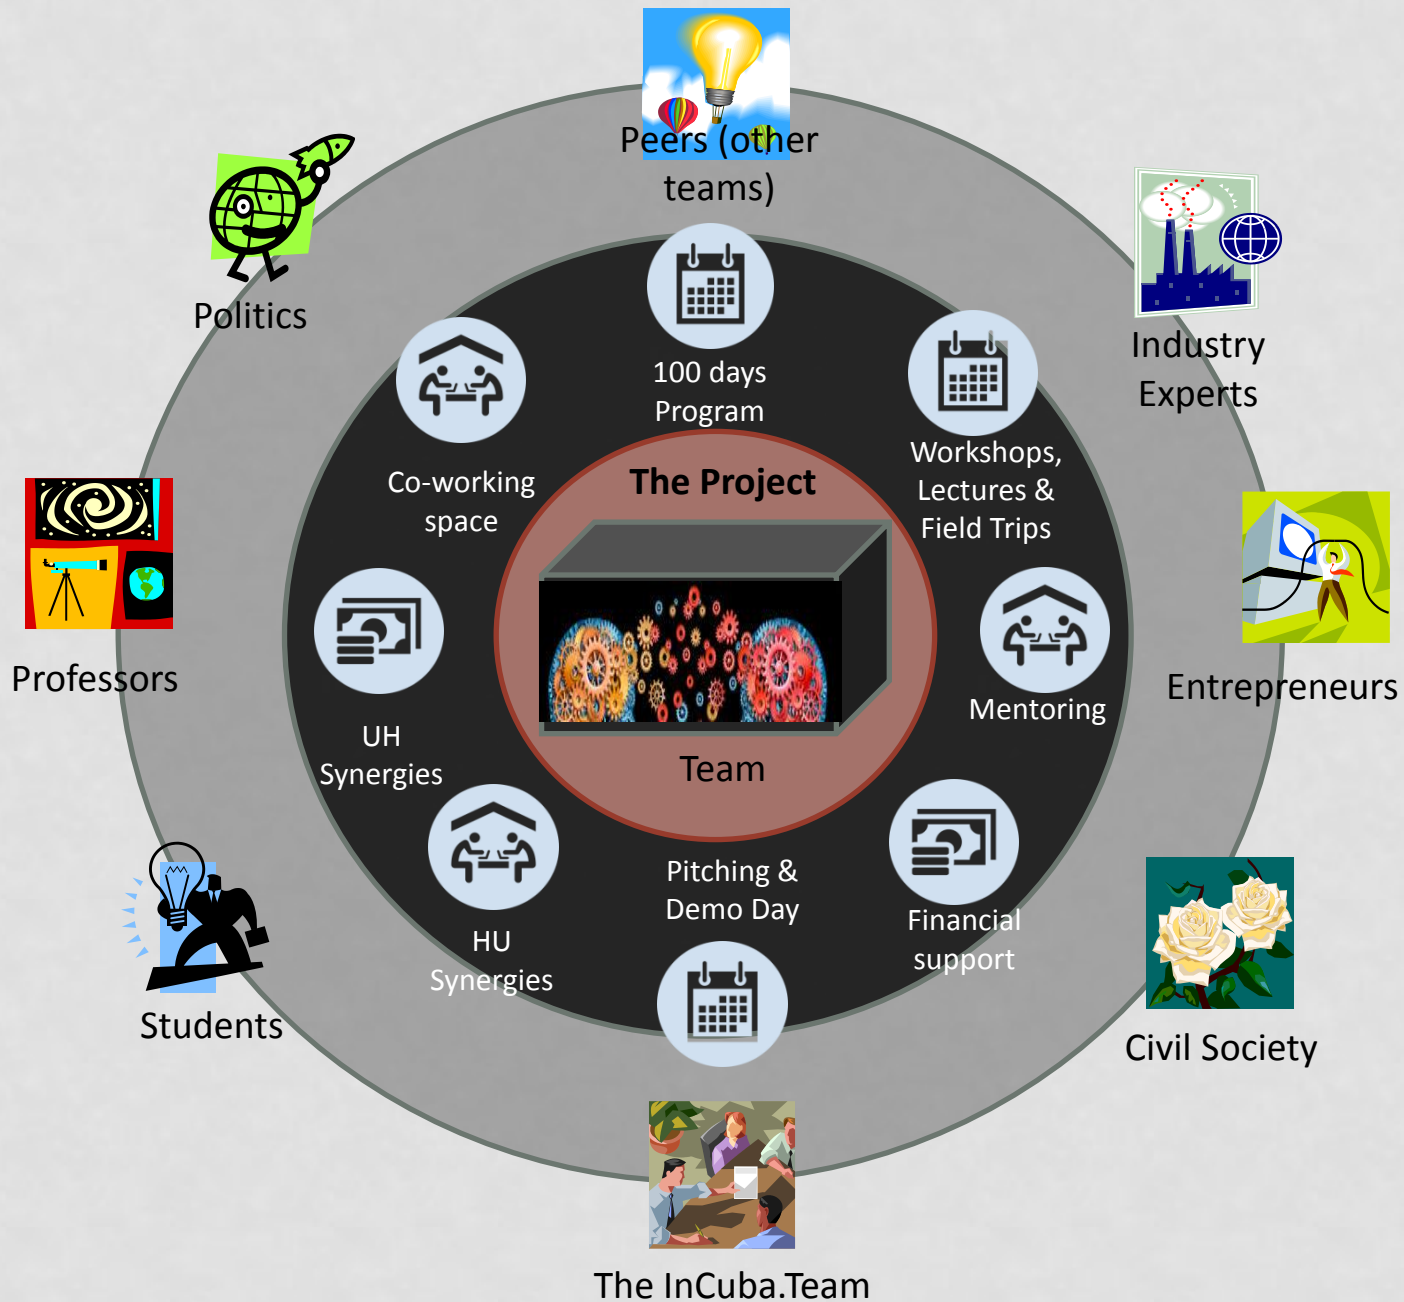 Peers (other
teams)
Politics
Industry
Experts
100 days
Program
Workshops,
Lectures &
Field Trips
Co-working
space
The Project
Professors
Entrepreneurs
Mentoring
UH
Synergies
Team
Pitching &
Demo Day
Financial
support
HU
Synergies
Students
Civil Society
The InCuba.Team